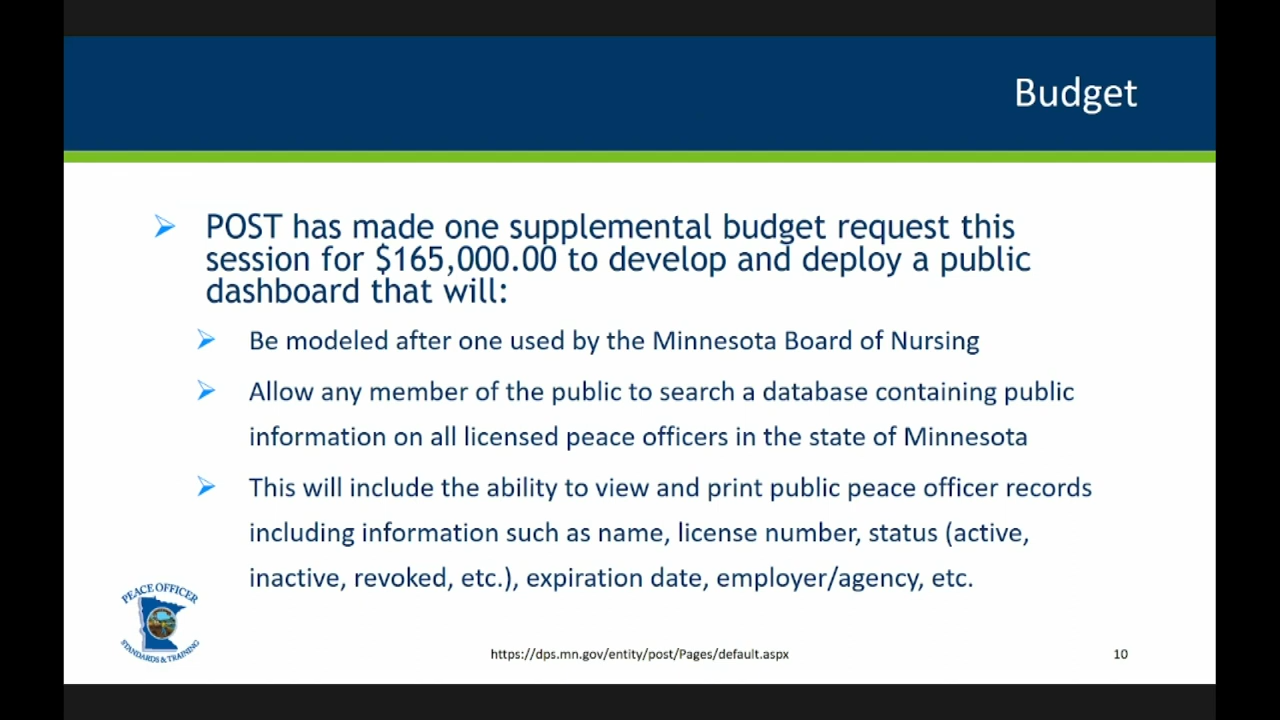 Budget
POST has made one supplemental budget request this
session for $165,000.00 to develop and deploy a public
dashboard that will:
Be modeled after one used by the Minnesota Board of Nursing
Allow any member of the public to search a database containing public
information on all licensed peace officers in the state of Minnesota
This will include the ability to view and print public peace officer records
including information such as name, license number, status (active,
inactive, revoked, etc.), expiration date, employer/agency, etc.
PEACE OFFICER
STANDARDS & TRAINING
https://dps.mn.gov/entity/post/Pages/default.aspx
10